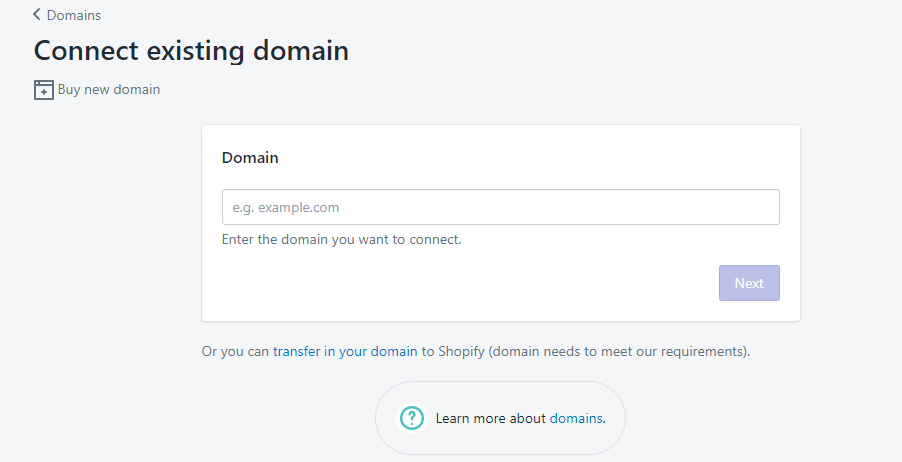 Domains
Connect existing domain
Buy new domain
Domain
e.g. example.com
Enter the domain you want to connect.
Next
Or you can transfer in your domain to Shopify (domain needs to meet our requirements).
Learn more about domains.